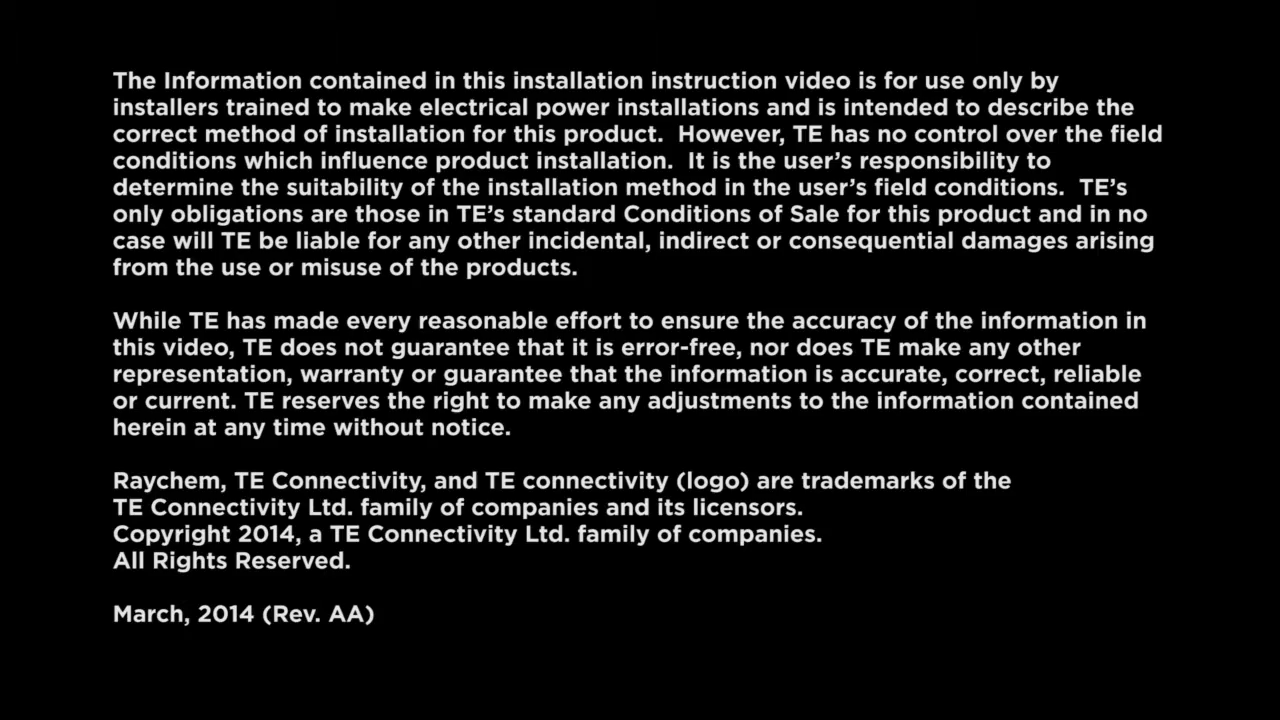 The Information contained in this installation instruction video is for use only by
installers trained to make electrical power installations and is intended to describe the
correct method of installation for this product.  However, TE has no control over the field
conditions which influence product installation.  It is the user’s responsibility to
determine the suitability of the installation method in the user’s field conditions.  TE’s
only obligations are those in TE’s standard Conditions of Sale for this product and in no
case will TE be liable for any other incidental, indirect or consequential damages arising
from the use or misuse of the products.
While TE has made every reasonable effort to ensure the accuracy of the information in
this video, TE does not guarantee that it is error-free, nor does TE make any other
representation, warranty or guarantee that the information is accurate, correct, reliable
or current. TE reserves the right to make any adjustments to the information contained
herein at any time without notice.
Raychem, TE Connectivity, and TE connectivity (logo) are trademarks of the
TE Connectivity Ltd. family of companies and its licensors.
Copyright 2014, a TE Connectivity Ltd. family of companies.
All Rights Reserved.
March, 2014 (Rev. AA)